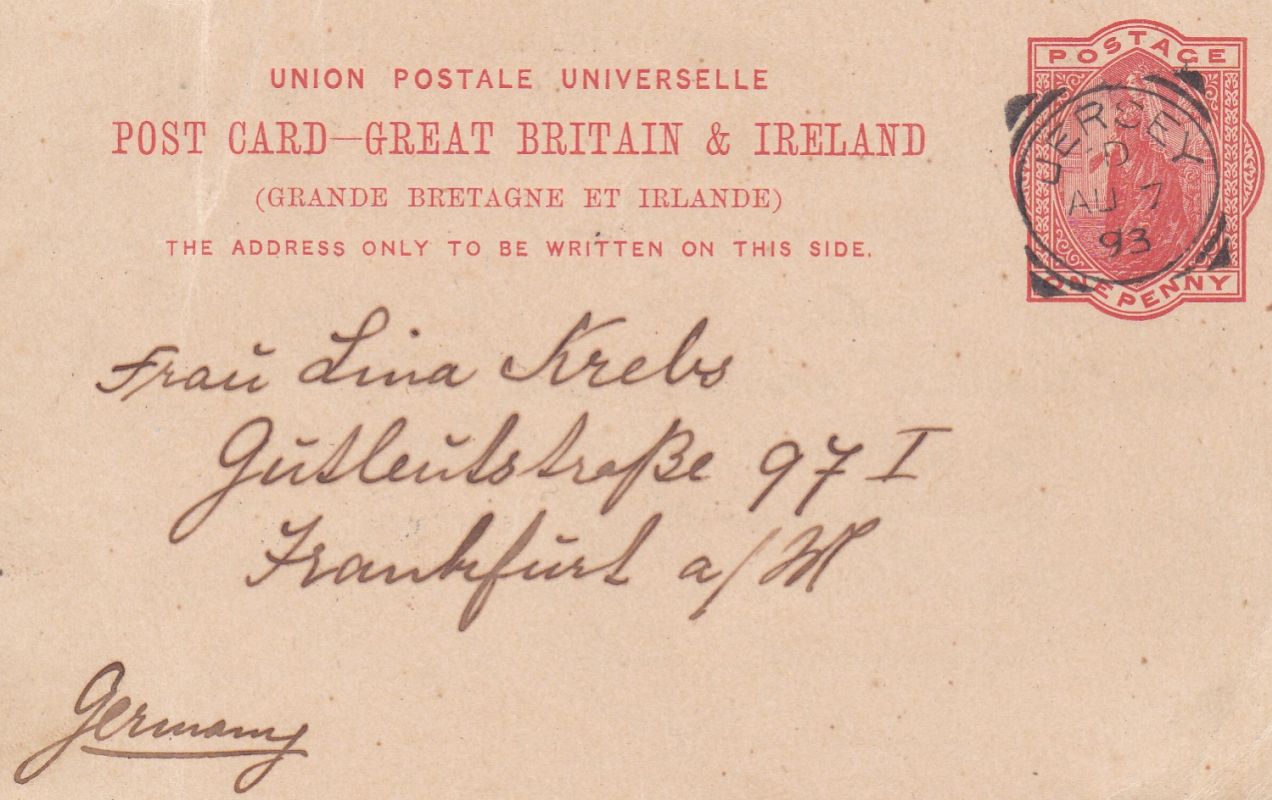 UNION POSTALE UNIVERSELLE
POST CARD—GREAT BRITAIN & IRELAND
(GRANDE BRETAGNE ET IRLANDE)
THE ADDRESS ONLY TO BE WRITTEN ON THIS SIDE.
POSTAGE
ONE PENNY
JERSEY
D
AU 7
93
Frau Lina Krebs
Gutleutstraße 97 I
Frankfurt a/M
Germany